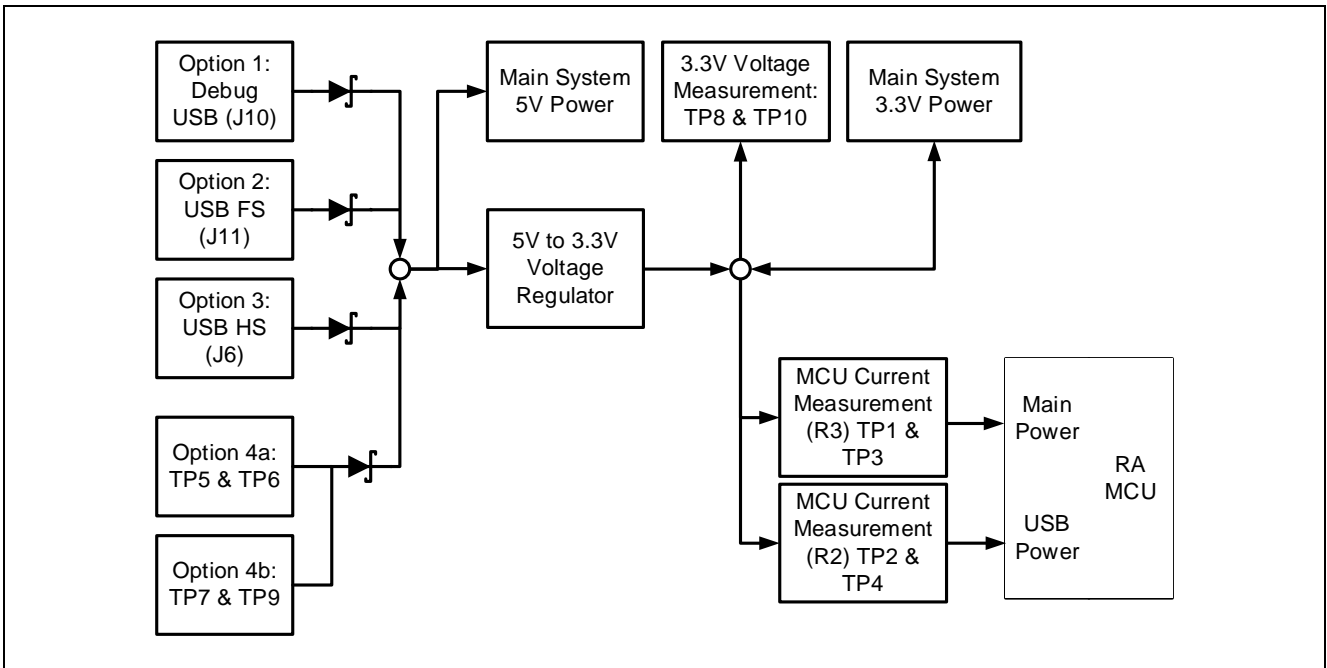 Option 1:
Debug
USB (J10)
Option 2:
USB FS
(J11)
Option 3:
USB HS
(J6)
Option 4a:
TP5 & TP6
Option 4b:
TP7 & TP9
Main System
5V Power
5V to 3.3V
Voltage
Regulator
3.3V Voltage
Measurement:
TP8 & TP10
Main System
3.3V Power
MCU Current
Measurement
(R3) TP1 &
TP3
MCU Current
Measurement
(R2) TP2 &
TP4
Main
Power
USB
Power
RA
MCU